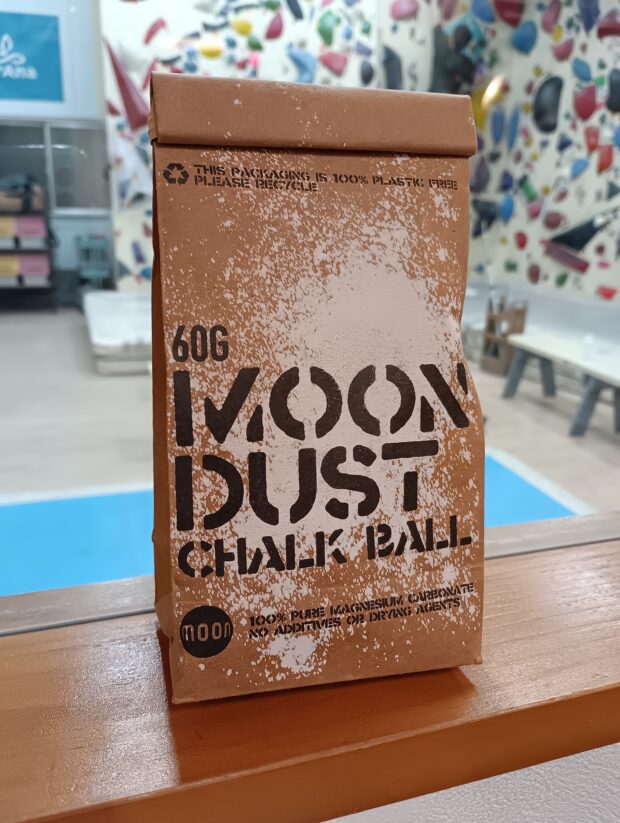 THIS PACKAGING IS 100% PLASTIC FREE
PLEASE RECYCLE
60G
MOON
DUST
CHALK BALL
moon
100% PURE MAGNESIUM CARBONATE
NO ADDITIVES OR DRYING AGENTS